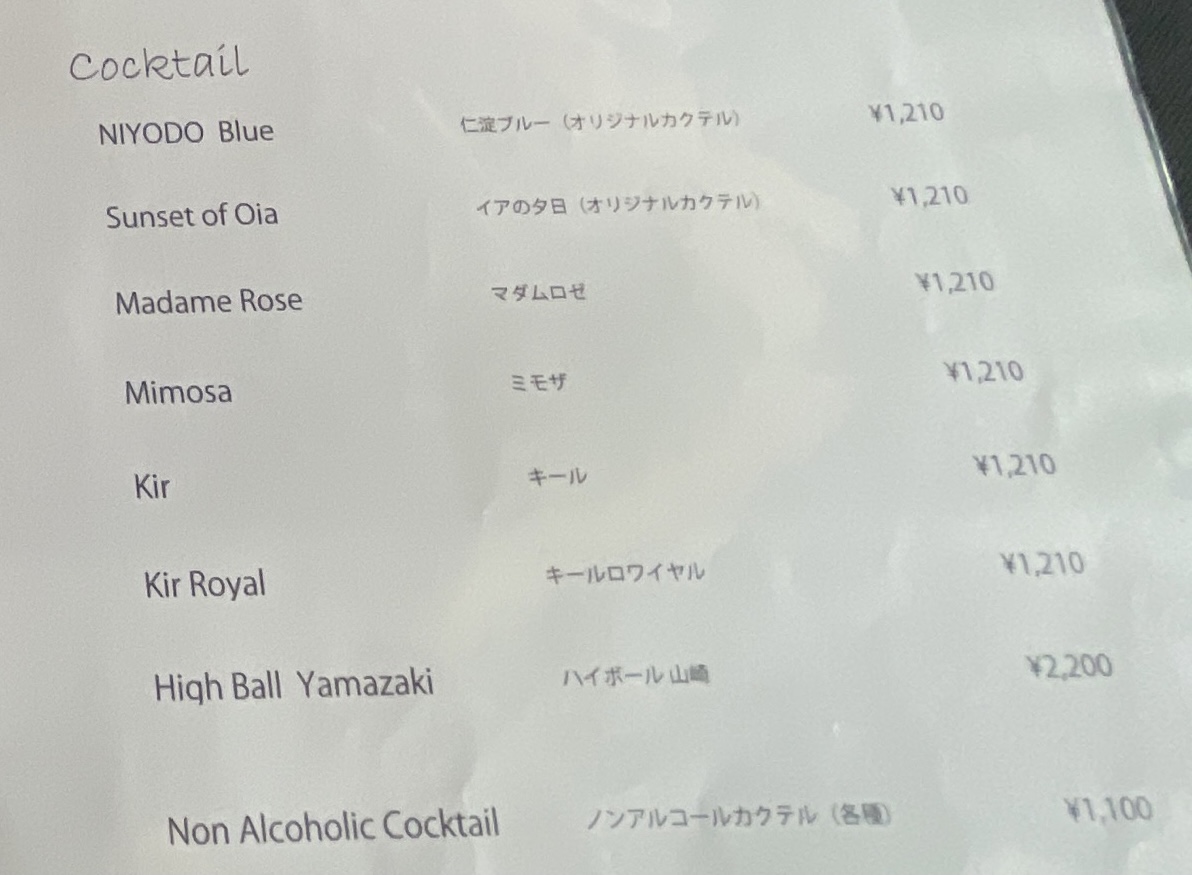 Cocktail
NIYODO Blue 仁淀ブルー（オリジナルカクテル） ¥1,210
Sunset of Oia イアの夕日（オリジナルカクテル） ¥1,210
Madame Rose マダムロゼ ¥1,210
Mimosa ミモザ ¥1,210
Kir キール ¥1,210
Kir Royal キールロワイヤル ¥1,210
High Ball Yamazaki ハイボール 山崎 ¥2,200
Non Alcoholic Cocktail ノンアルコールカクテル（各種） ¥1,100